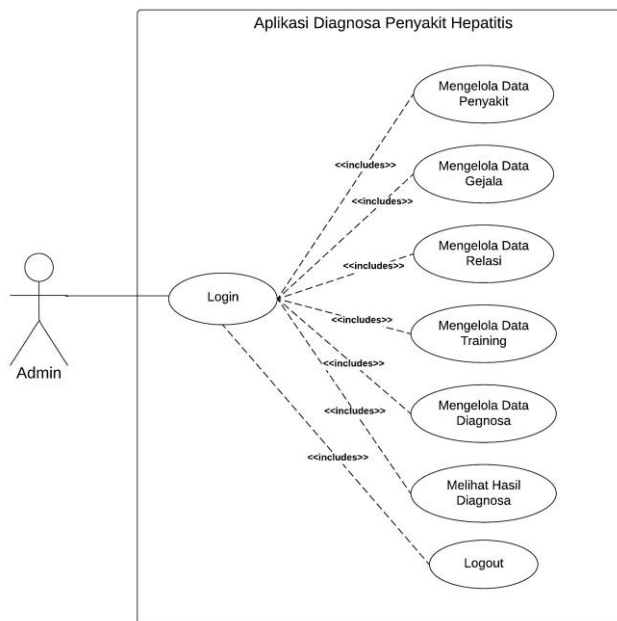 Aplikasi Diagnosa Penyakit Hepatitis
Mengelola Data
Penyakit
<<includes>>
Mengelola Data
Gejala
<<includes>>
Mengelola Data
Relasi
<<includes>>
Login
<<includes>>
Mengelola Data
Training
Admin
<<includes>>
Mengelola Data
Diagnosa
<<includes>>
<<includes>>
Melihat Hasil
Diagnosa
Logout